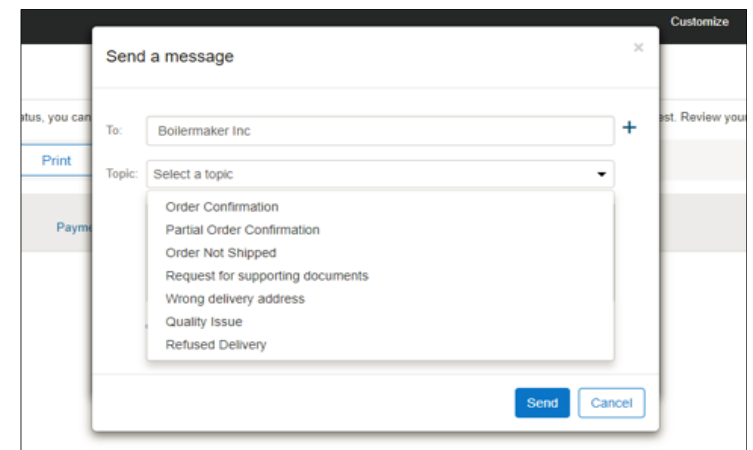 Customize
Send a message
×
atus, you can
est. Review your
To:
Boilermaker Inc
+
Print
Topic:
Select a topic
Order Confirmation
Partial Order Confirmation
Payme
Order Not Shipped
Request for supporting documents
Wrong delivery address
Quality Issue
Refused Delivery
Send
Cancel